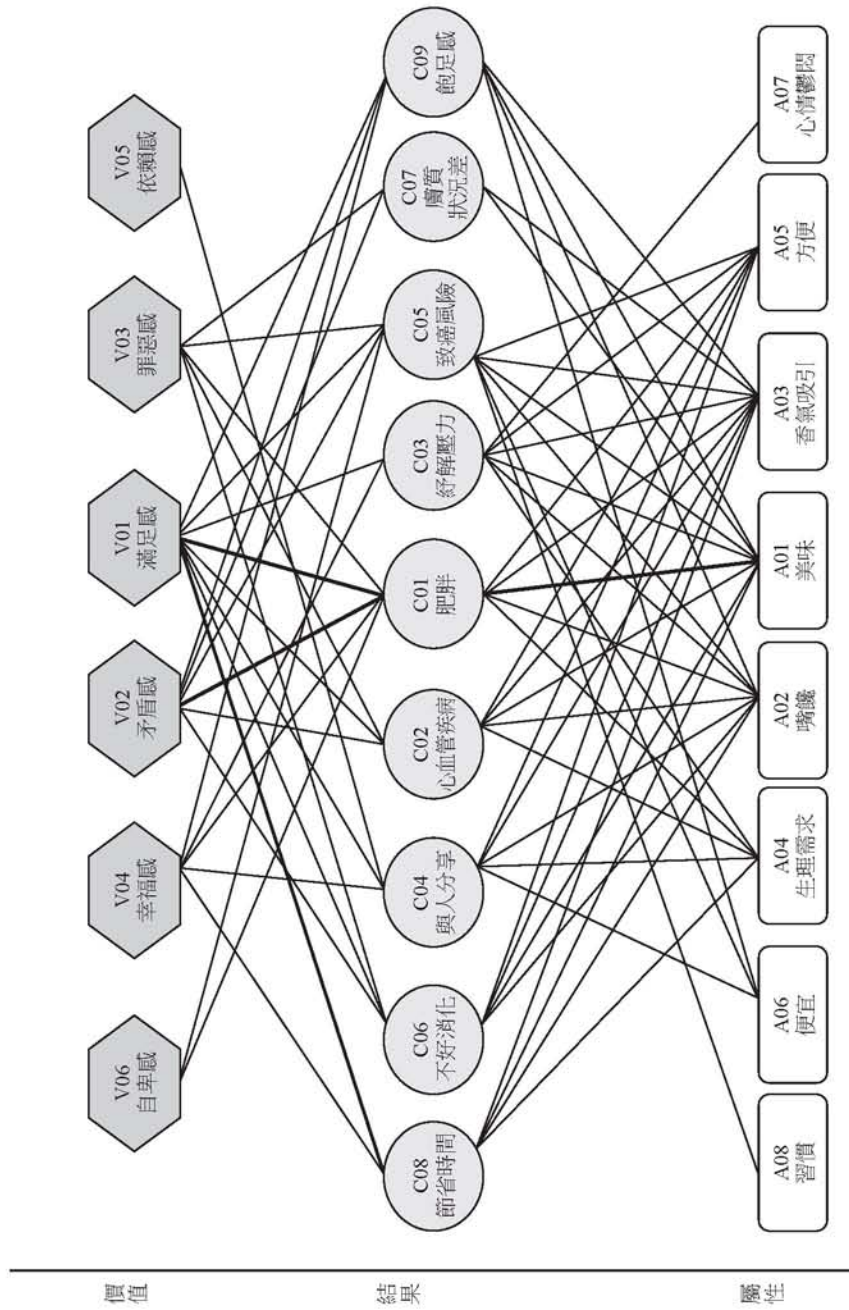 價值
V06
自卑感
V04
幸福感
V02
矛盾感
V01
滿足感
V03
罪惡感
V05
依賴感
結果
C08
節省時間
C06
不好消化
C04
與人分享
C02
心血管疾病
C01
肥胖
C03
紓解壓力
C05
致癌風險
C07
膚質
狀況差
C09
飽足感
屬性
A08
習慣
A06
便宜
A04
生理需求
A02
嘴饞
A01
美味
A03
香氣吸引
A05
方便
A07
心情鬱悶